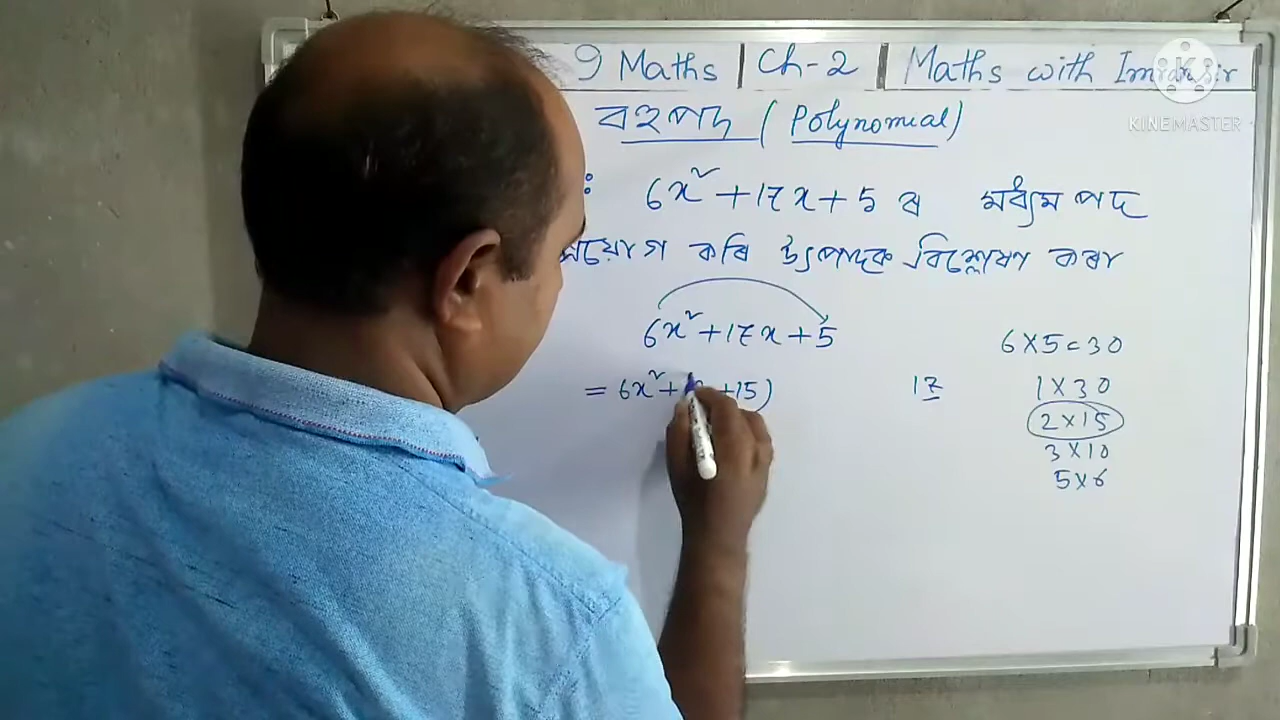 9 Maths | Ch-2 | Maths with Imran Sir
KINEMASTER
বহুপদ (Polynomial)
: 6x² + 17x + 5 ৰ মধ্যম পদ
কৰি উৎপাদক বিশ্লেষণ কৰা
6x² + 17x + 5
6 × 5 = 30
= 6x² + +15)
17
1 × 30
2 × 15
3 × 10
5 × 6